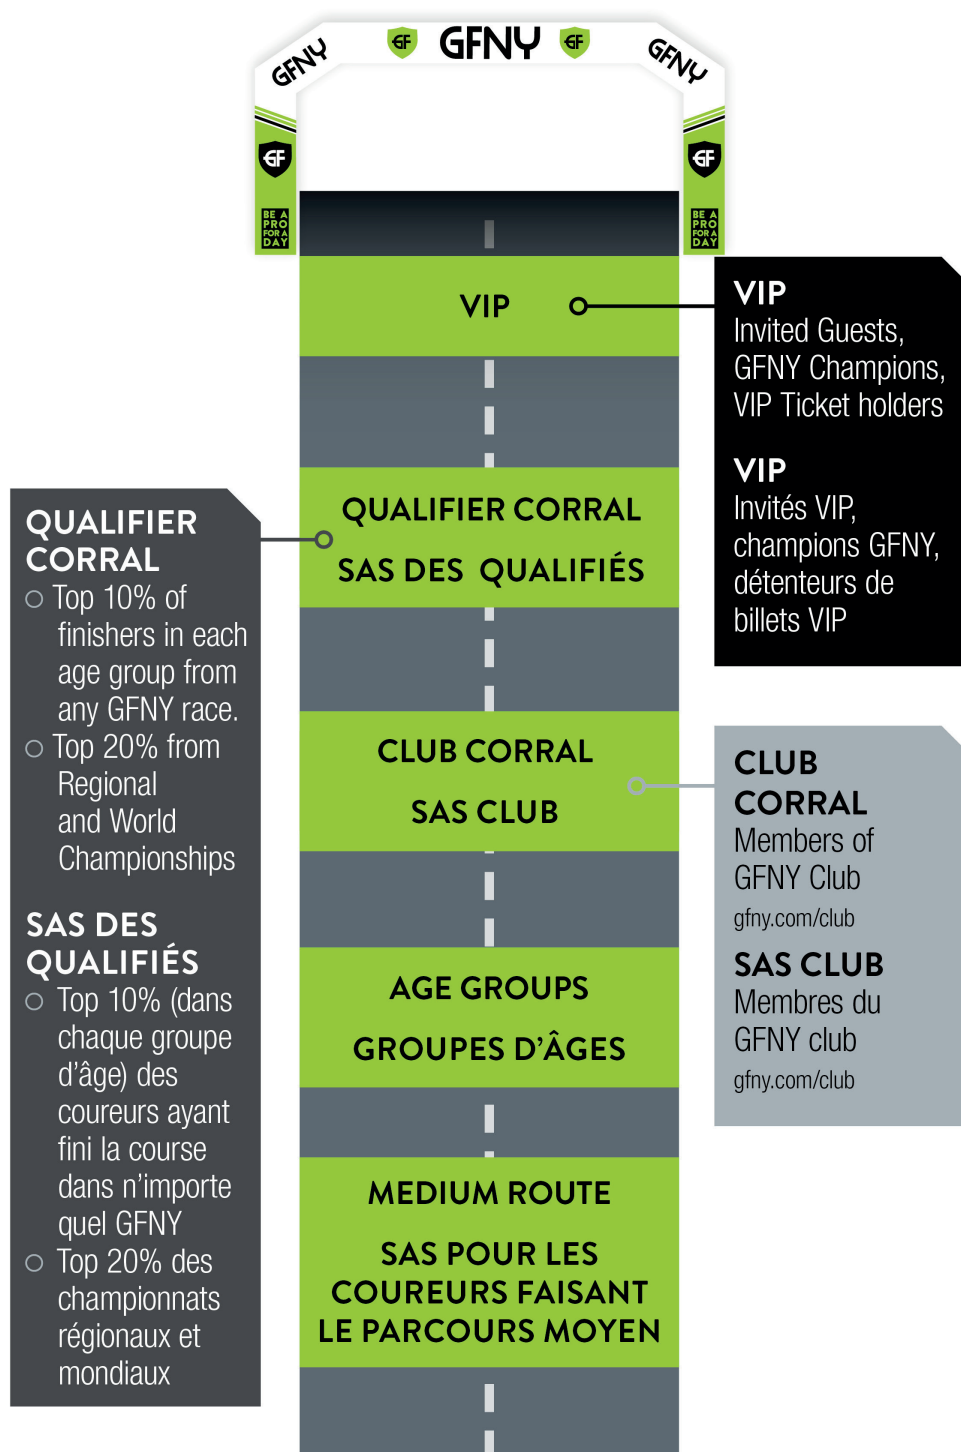 GFNY
GF
GFNY
GF
GFNY
GF
GF
BE A
PRO
FOR A
DAY
BE A
PRO
FOR A
DAY
VIP
VIP
Invited Guests,
GFNY Champions,
VIP Ticket holders
VIP
Invités VIP,
champions GFNY,
détenteurs de
billets VIP
QUALIFIER CORRAL
SAS DES QUALIFIÉS
QUALIFIER
CORRAL
Top 10% of
finishers in each
age group from
any GFNY race.
Top 20% from
Regional
and World
Championships
SAS DES
QUALIFIÉS
Top 10% (dans
chaque groupe
d'âge) des
coureurs ayant
fini la course
dans n'importe
quel GFNY
Top 20% des
championnats
régionaux et
mondiaux
CLUB CORRAL
SAS CLUB
CLUB
CORRAL
Members of
GFNY Club
gfny.com/club
SAS CLUB
Membres du
GFNY club
gfny.com/club
AGE GROUPS
GROUPES D'ÂGES
MEDIUM ROUTE
SAS POUR LES
COUREURS FAISANT
LE PARCOURS MOYEN